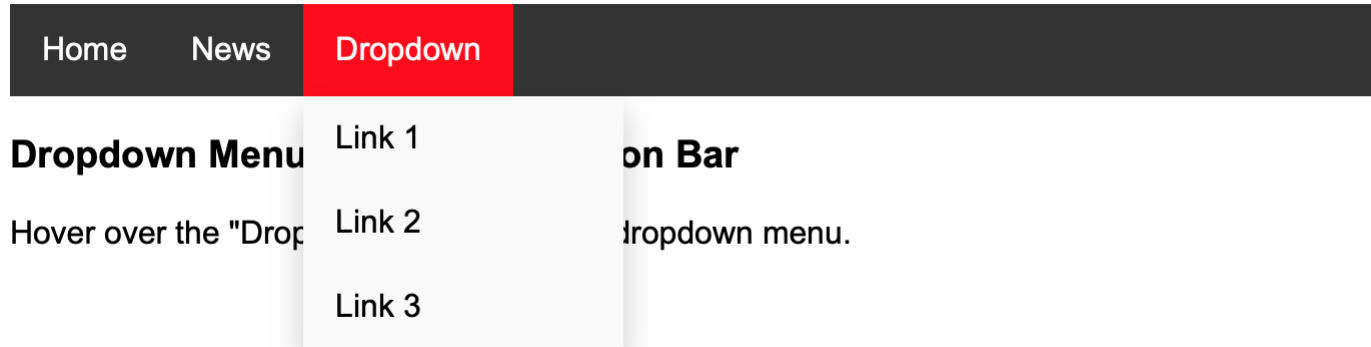 Home News Dropdown
Link 1
Dropdown Menu on Bar
Link 2
Hover over the "Drop dropdown menu.
Link 3